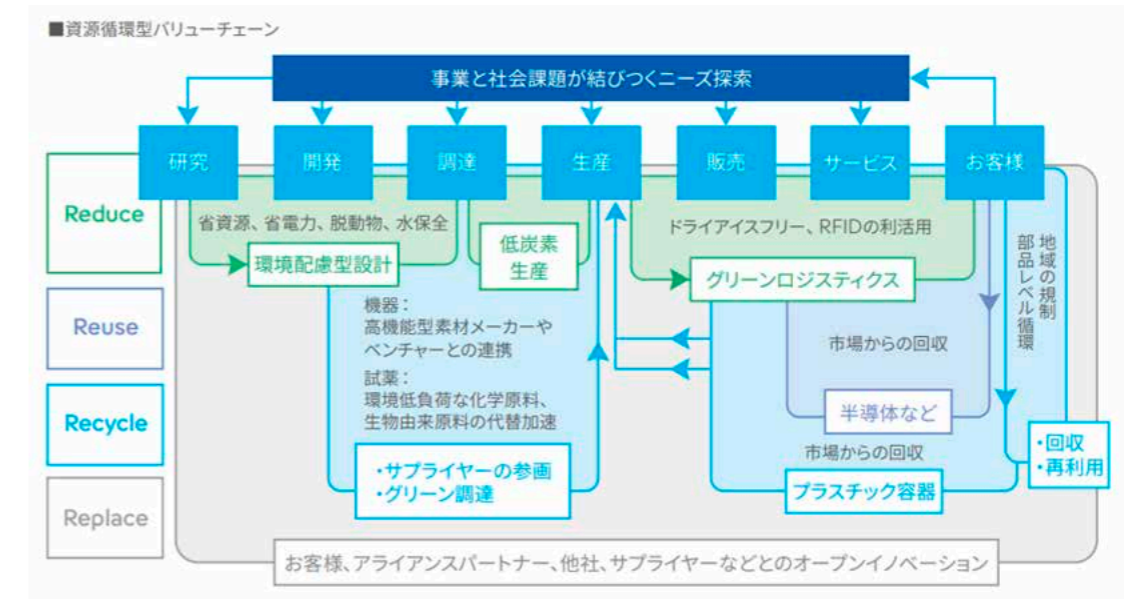 ■資源循環型バリューチェーン
事業と社会課題が結びつくニーズ探索
研究
開発
調達
生産
販売
サービス
お客様
Reduce
省資源、省電力、脱動物、水保全
環境配慮型設計
低炭素
生産
ドライアイスフリー、RFIDの利活用
グリーンロジスティクス
地域の規制
部品レベル循環
Reuse
機器：
高機能型素材メーカーや
ベンチャーとの連携
市場からの回収
半導体など
Recycle
試薬：
環境低負荷な化学原料、
生物由来原料の代替加速
・サプライヤーの参画
・グリーン調達
市場からの回収
プラスチック容器
・回収
・再利用
Replace
お客様、アライアンスパートナー、他社、サプライヤーなどとのオープンイノベーション